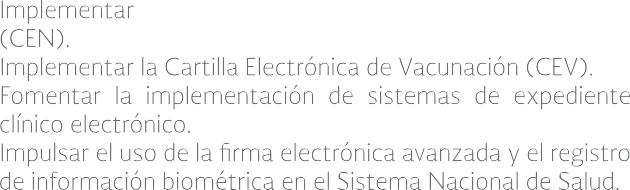 Implementar
(CEN).
Implementar la Cartilla Electrónica de Vacunación (CEV).
Fomentar la implementación de sistemas de expediente
clínico electrónico.
Impulsar el uso de la firma electrónica avanzada y el registro
de información biométrica en el Sistema Nacional de Salud.